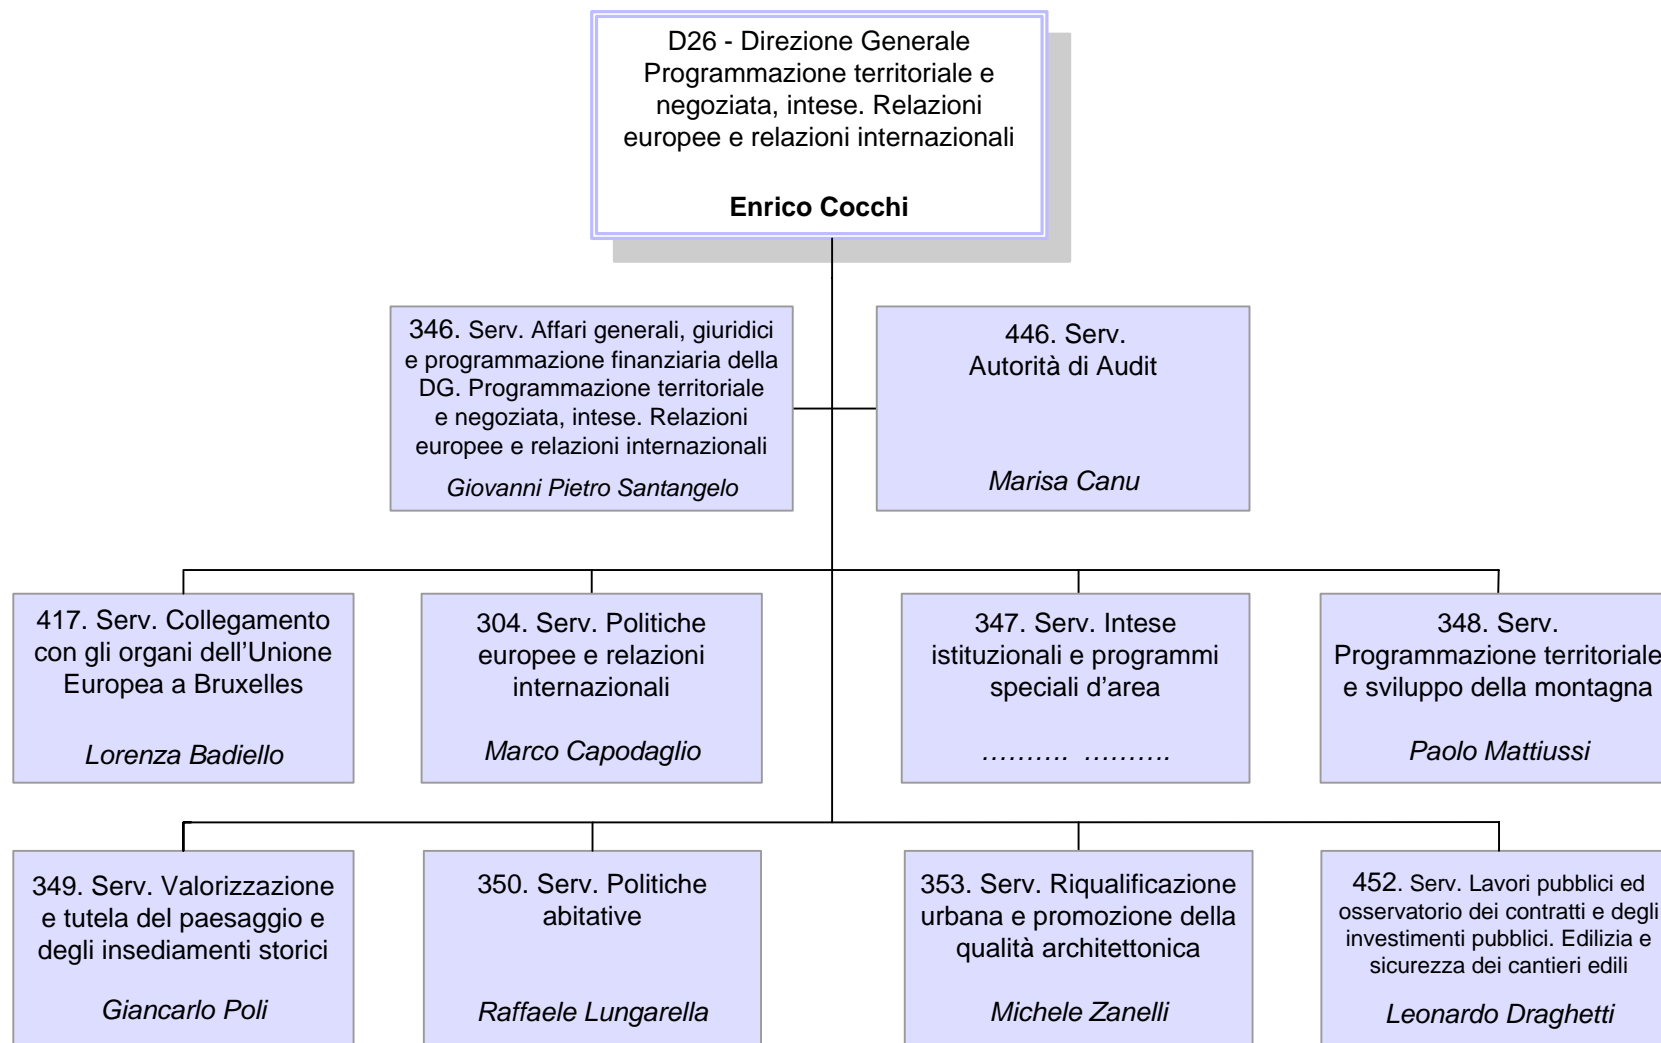 D26 - Direzione Generale
Programmazione territoriale e
negoziata, intese. Relazioni
europee e relazioni internazionali
Enrico Cocchi
346. Serv. Affari generali, giuridici
e programmazione finanziaria della
DG. Programmazione territoriale
e negoziata, intese. Relazioni
europee e relazioni internazionali
Giovanni Pietro Santangelo
446. Serv.
Autorità di Audit
Marisa Canu
417. Serv. Collegamento
con gli organi dell’Unione
Europea a Bruxelles
Lorenza Badiello
304. Serv. Politiche
europee e relazioni
internazionali
Marco Capodaglio
347. Serv. Intese
istituzionali e programmi
speciali d’area
………. ……….
348. Serv.
Programmazione territoriale
e sviluppo della montagna
Paolo Mattiussi
349. Serv. Valorizzazione
e tutela del paesaggio e
degli insediamenti storici
Giancarlo Poli
350. Serv. Politiche
abitative
Raffaele Lungarella
353. Serv. Riqualificazione
urbana e promozione della
qualità architettonica
Michele Zanelli
452. Serv. Lavori pubblici ed
osservatorio dei contratti e degli
investimenti pubblici. Edilizia e
sicurezza dei cantieri edili
Leonardo Draghetti